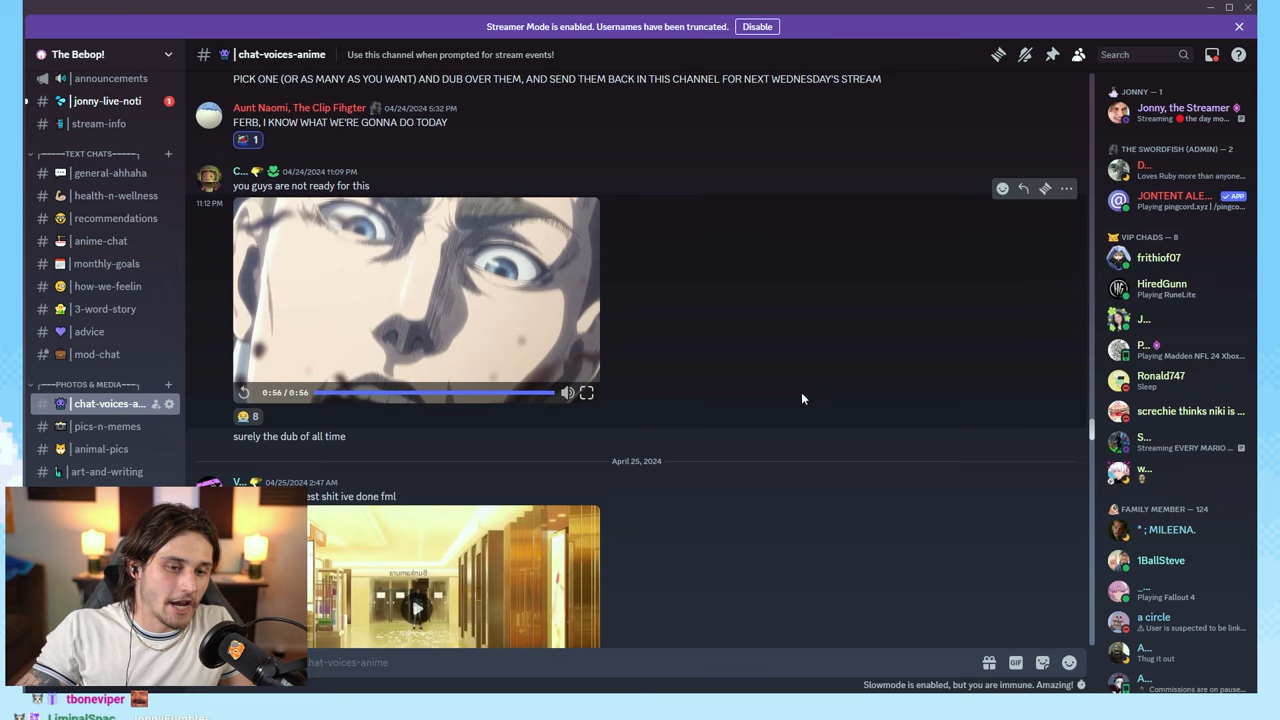 Streamer Mode is enabled. Usernames have been truncated.
Disable
The Bebop!
| announcements
| jonny-live-noti
1
| stream-info
TEXT CHATS
| general-ahhaha
| health-n-wellness
| recommendations
| anime-chat
| monthly-goals
| how-we-feelin
| 3-word-story
| advice
| mod-chat
PHOTOS & MEDIA
| chat-voices-a...
| pics-n-memes
| animal-pics
| art-and-writing
# | chat-voices-anime
Use this channel when prompted for stream events!
Search
PICK ONE (OR AS MANY AS YOU WANT) AND DUB OVER THEM, AND SEND THEM BACK IN THIS CHANNEL FOR NEXT WEDNESDAY'S STREAM
Aunt Naomi, The Clip Fihgter 04/24/2024 5:32 PM
FERB, I KNOW WHAT WE'RE GONNA DO TODAY
1
C... 04/24/2024 11:09 PM
you guys are not ready for this
11:12 PM
0:56 / 0:56
8
surely the dub of all time
April 25, 2024
V... 04/25/2024 2:47 AM
est shit ive done fml
Bunkamura
hat-voices-anime
GIF
Slowmode is enabled, but you are immune. Amazing!
JONNY — 1
Jonny, the Streamer
Streaming the day mo...
THE SWORDFISH (ADMIN) — 2
D...
Loves Ruby more than anyone...
JONTENT ALE...
APP
Playing pingcord.xyz | /pingco...
VIP CHADS — 8
frithiof07
HiredGunn
Playing RuneLite
J...
P...
Playing Madden NFL 24 Xbox...
Ronald747
Sleep
screchie thinks niki is ...
S...
Streaming EVERY MARIO ...
w...
FAMILY MEMBER — 124
* ; MILEENA.
1BallSteve
_...
Playing Fallout 4
a circle
User is suspected to be link...
A...
Thug it out
A...
Commissions are on pause...
tboneviper
LiminalSpac
JonnyFumbles